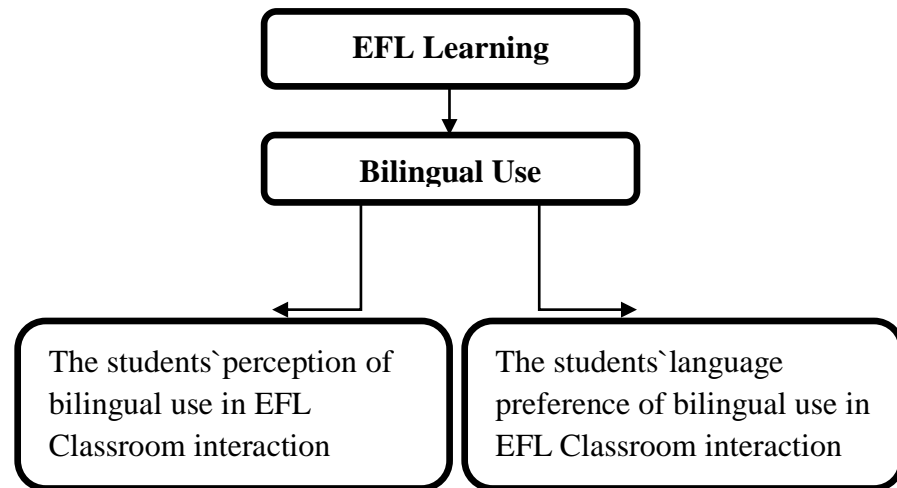 EFL Learning
Bilingual Use
The students`perception of
bilingual use in EFL
Classroom interaction
The students`language
preference of bilingual use in
EFL Classroom interaction